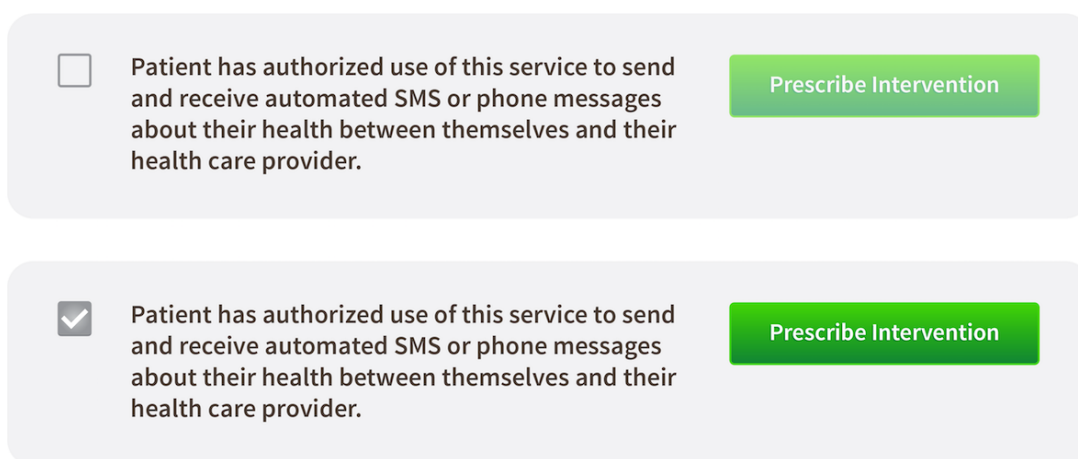 Patient has authorized use of this service to send
and receive automated SMS or phone messages
about their health between themselves and their
health care provider.
Prescribe Intervention
Patient has authorized use of this service to send
and receive automated SMS or phone messages
about their health between themselves and their
health care provider.
Prescribe Intervention